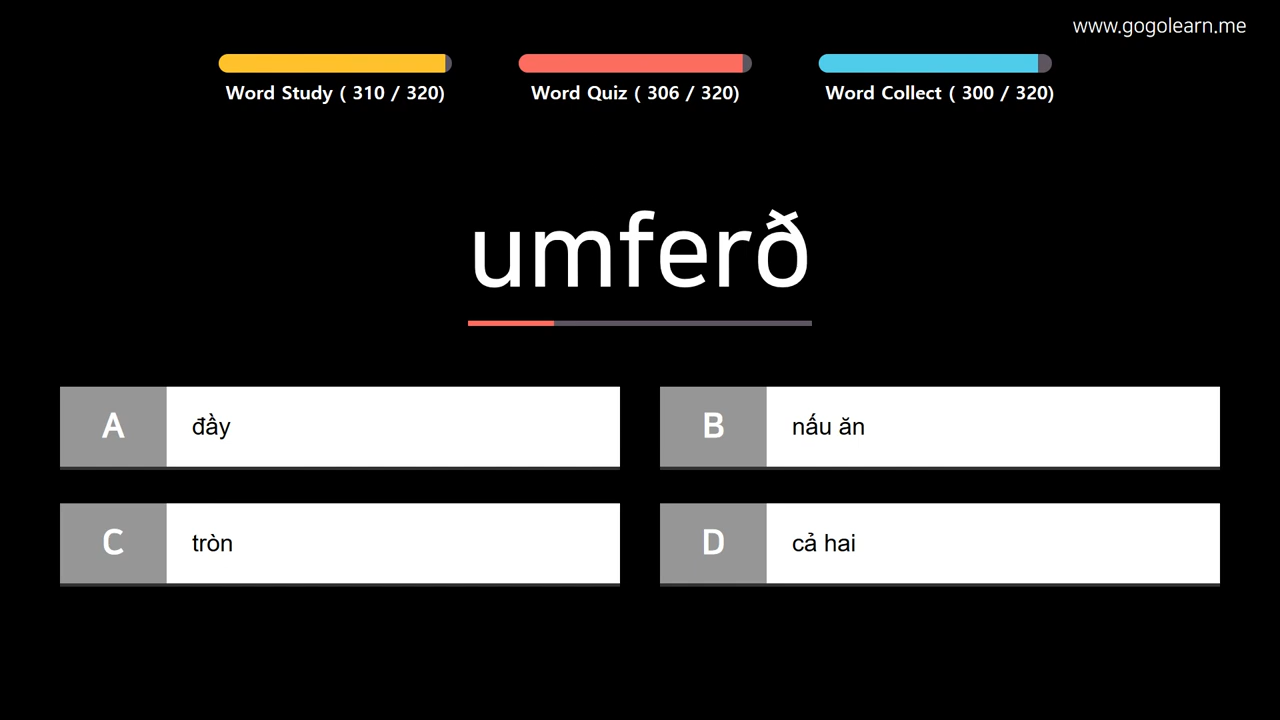 www.gogolearn.me
Word Study ( 310 / 320)
Word Quiz ( 306 / 320)
Word Collect ( 300 / 320)
umferð
A
đầy
B
nấu ăn
C
tròn
D
cả hai